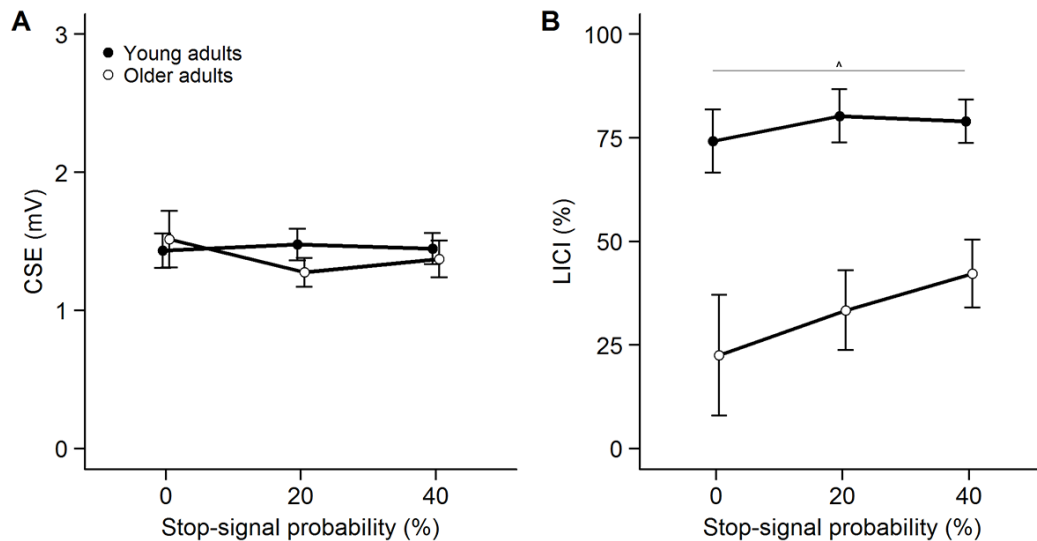 A
CSE (mV)
3
2
1
0
Young adults
Older adults
0 20 40
Stop-signal probability (%)
B
LICI (%)
100
75
50
25
0
^
0 20 40
Stop-signal probability (%)